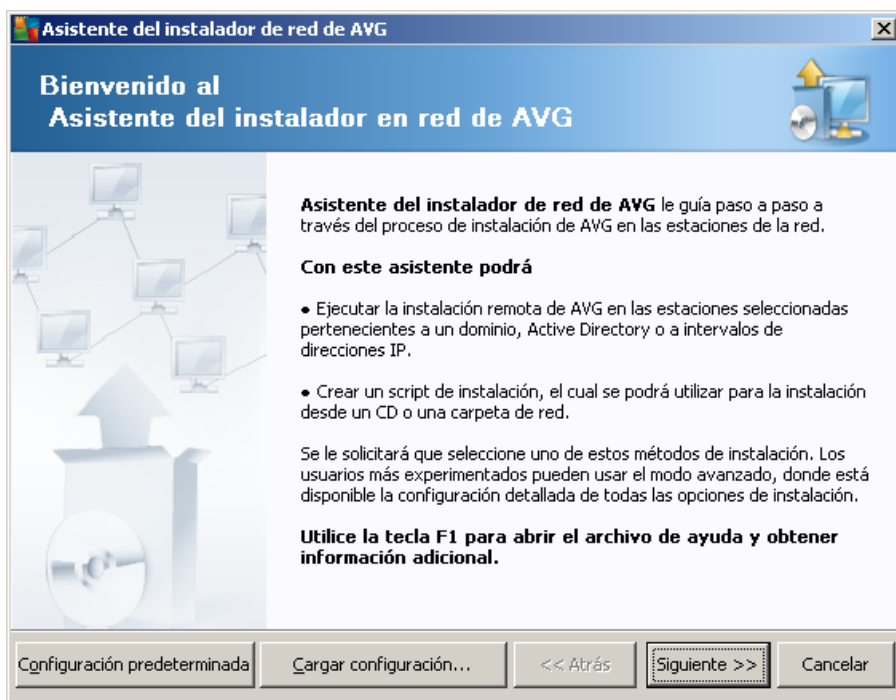 Asistente del instalador de red de AVG
Bienvenido al
Asistente del instalador en red de AVG
Asistente del instalador de red de AVG le guía paso a paso a
través del proceso de instalación de AVG en las estaciones de la red.
Con este asistente podrá
• Ejecutar la instalación remota de AVG en las estaciones seleccionadas
pertenecientes a un dominio, Active Directory o a intervalos de
direcciones IP.
• Crear un script de instalación, el cual se podrá utilizar para la instalación
desde un CD o una carpeta de red.
Se le solicitará que seleccione uno de estos métodos de instalación. Los
usuarios más experimentados pueden usar el modo avanzado, donde está
disponible la configuración detallada de todas las opciones de instalación.
Utilice la tecla F1 para abrir el archivo de ayuda y obtener
información adicional.
Configuración predeterminada
Cargar configuración...
<< Atrás
Siguiente >>
Cancelar